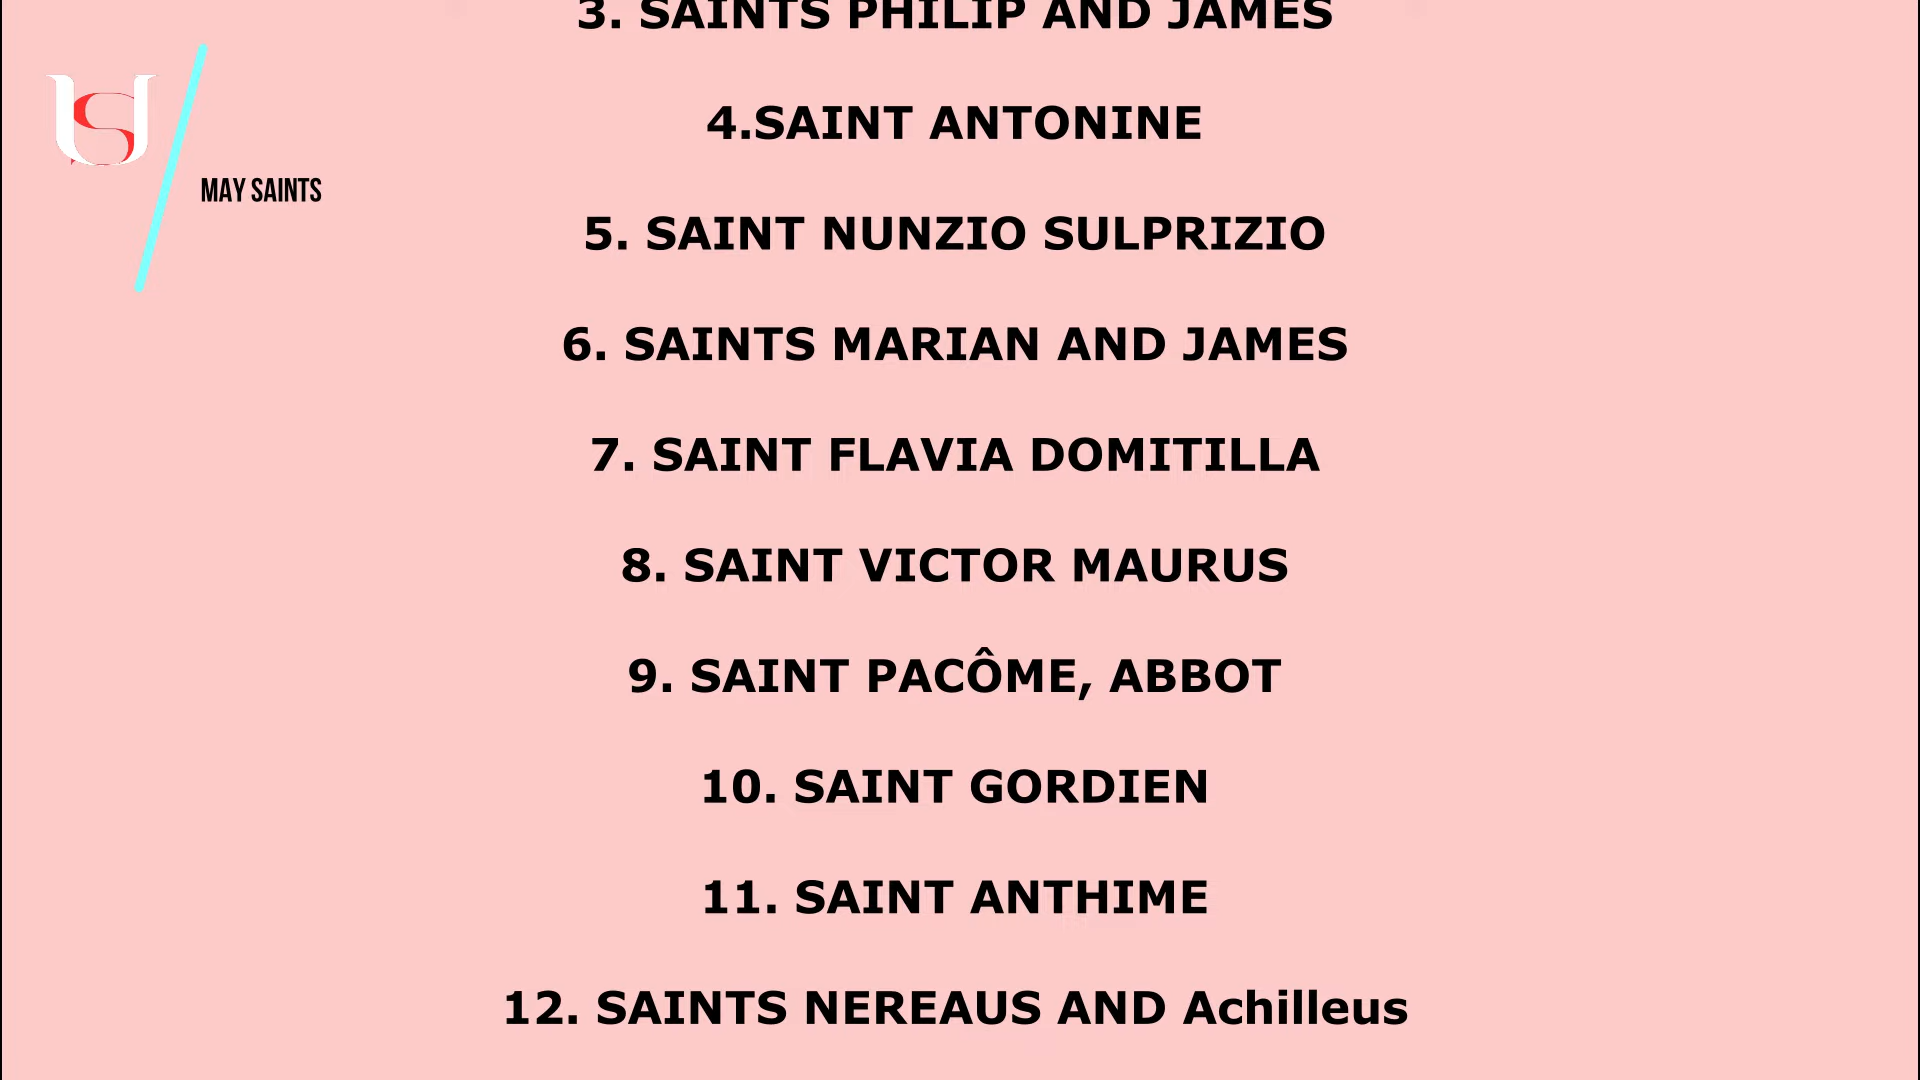 3. SAINTS PHILIP AND JAMES
US
MAY SAINTS
4.SAINT ANTONINE
5. SAINT NUNZIO SULPRIZIO
6. SAINTS MARIAN AND JAMES
7. SAINT FLAVIA DOMITILLA
8. SAINT VICTOR MAURUS
9. SAINT PACÔME, ABBOT
10. SAINT GORDIEN
11. SAINT ANTHIME
12. SAINTS NEREAUS AND Achilleus